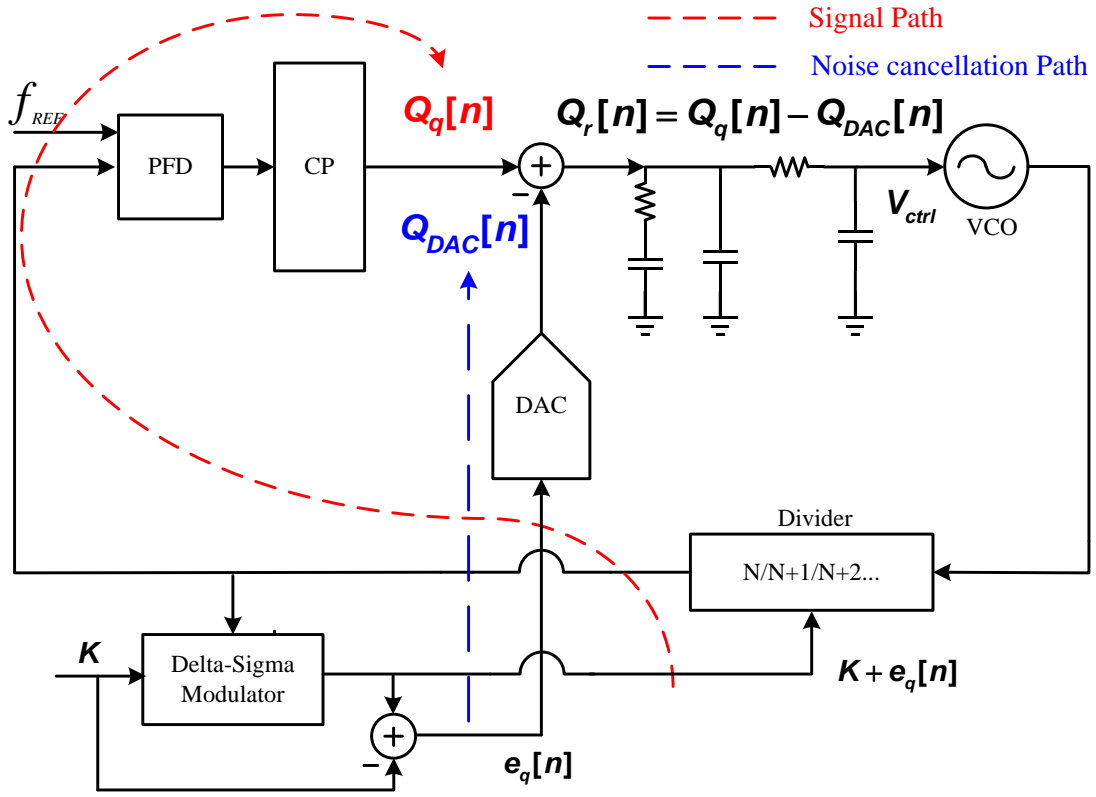 Signal Path
Noise cancellation Path
f_REF
PFD
CP
Q_q[n]
Q_r[n] = Q_q[n] − Q_DAC[n]
+
−
Q_DAC[n]
V_ctrl
VCO
DAC
Divider
N/N+1/N+2...
K
Delta-Sigma
Modulator
K + e_q[n]
+
−
e_q[n]